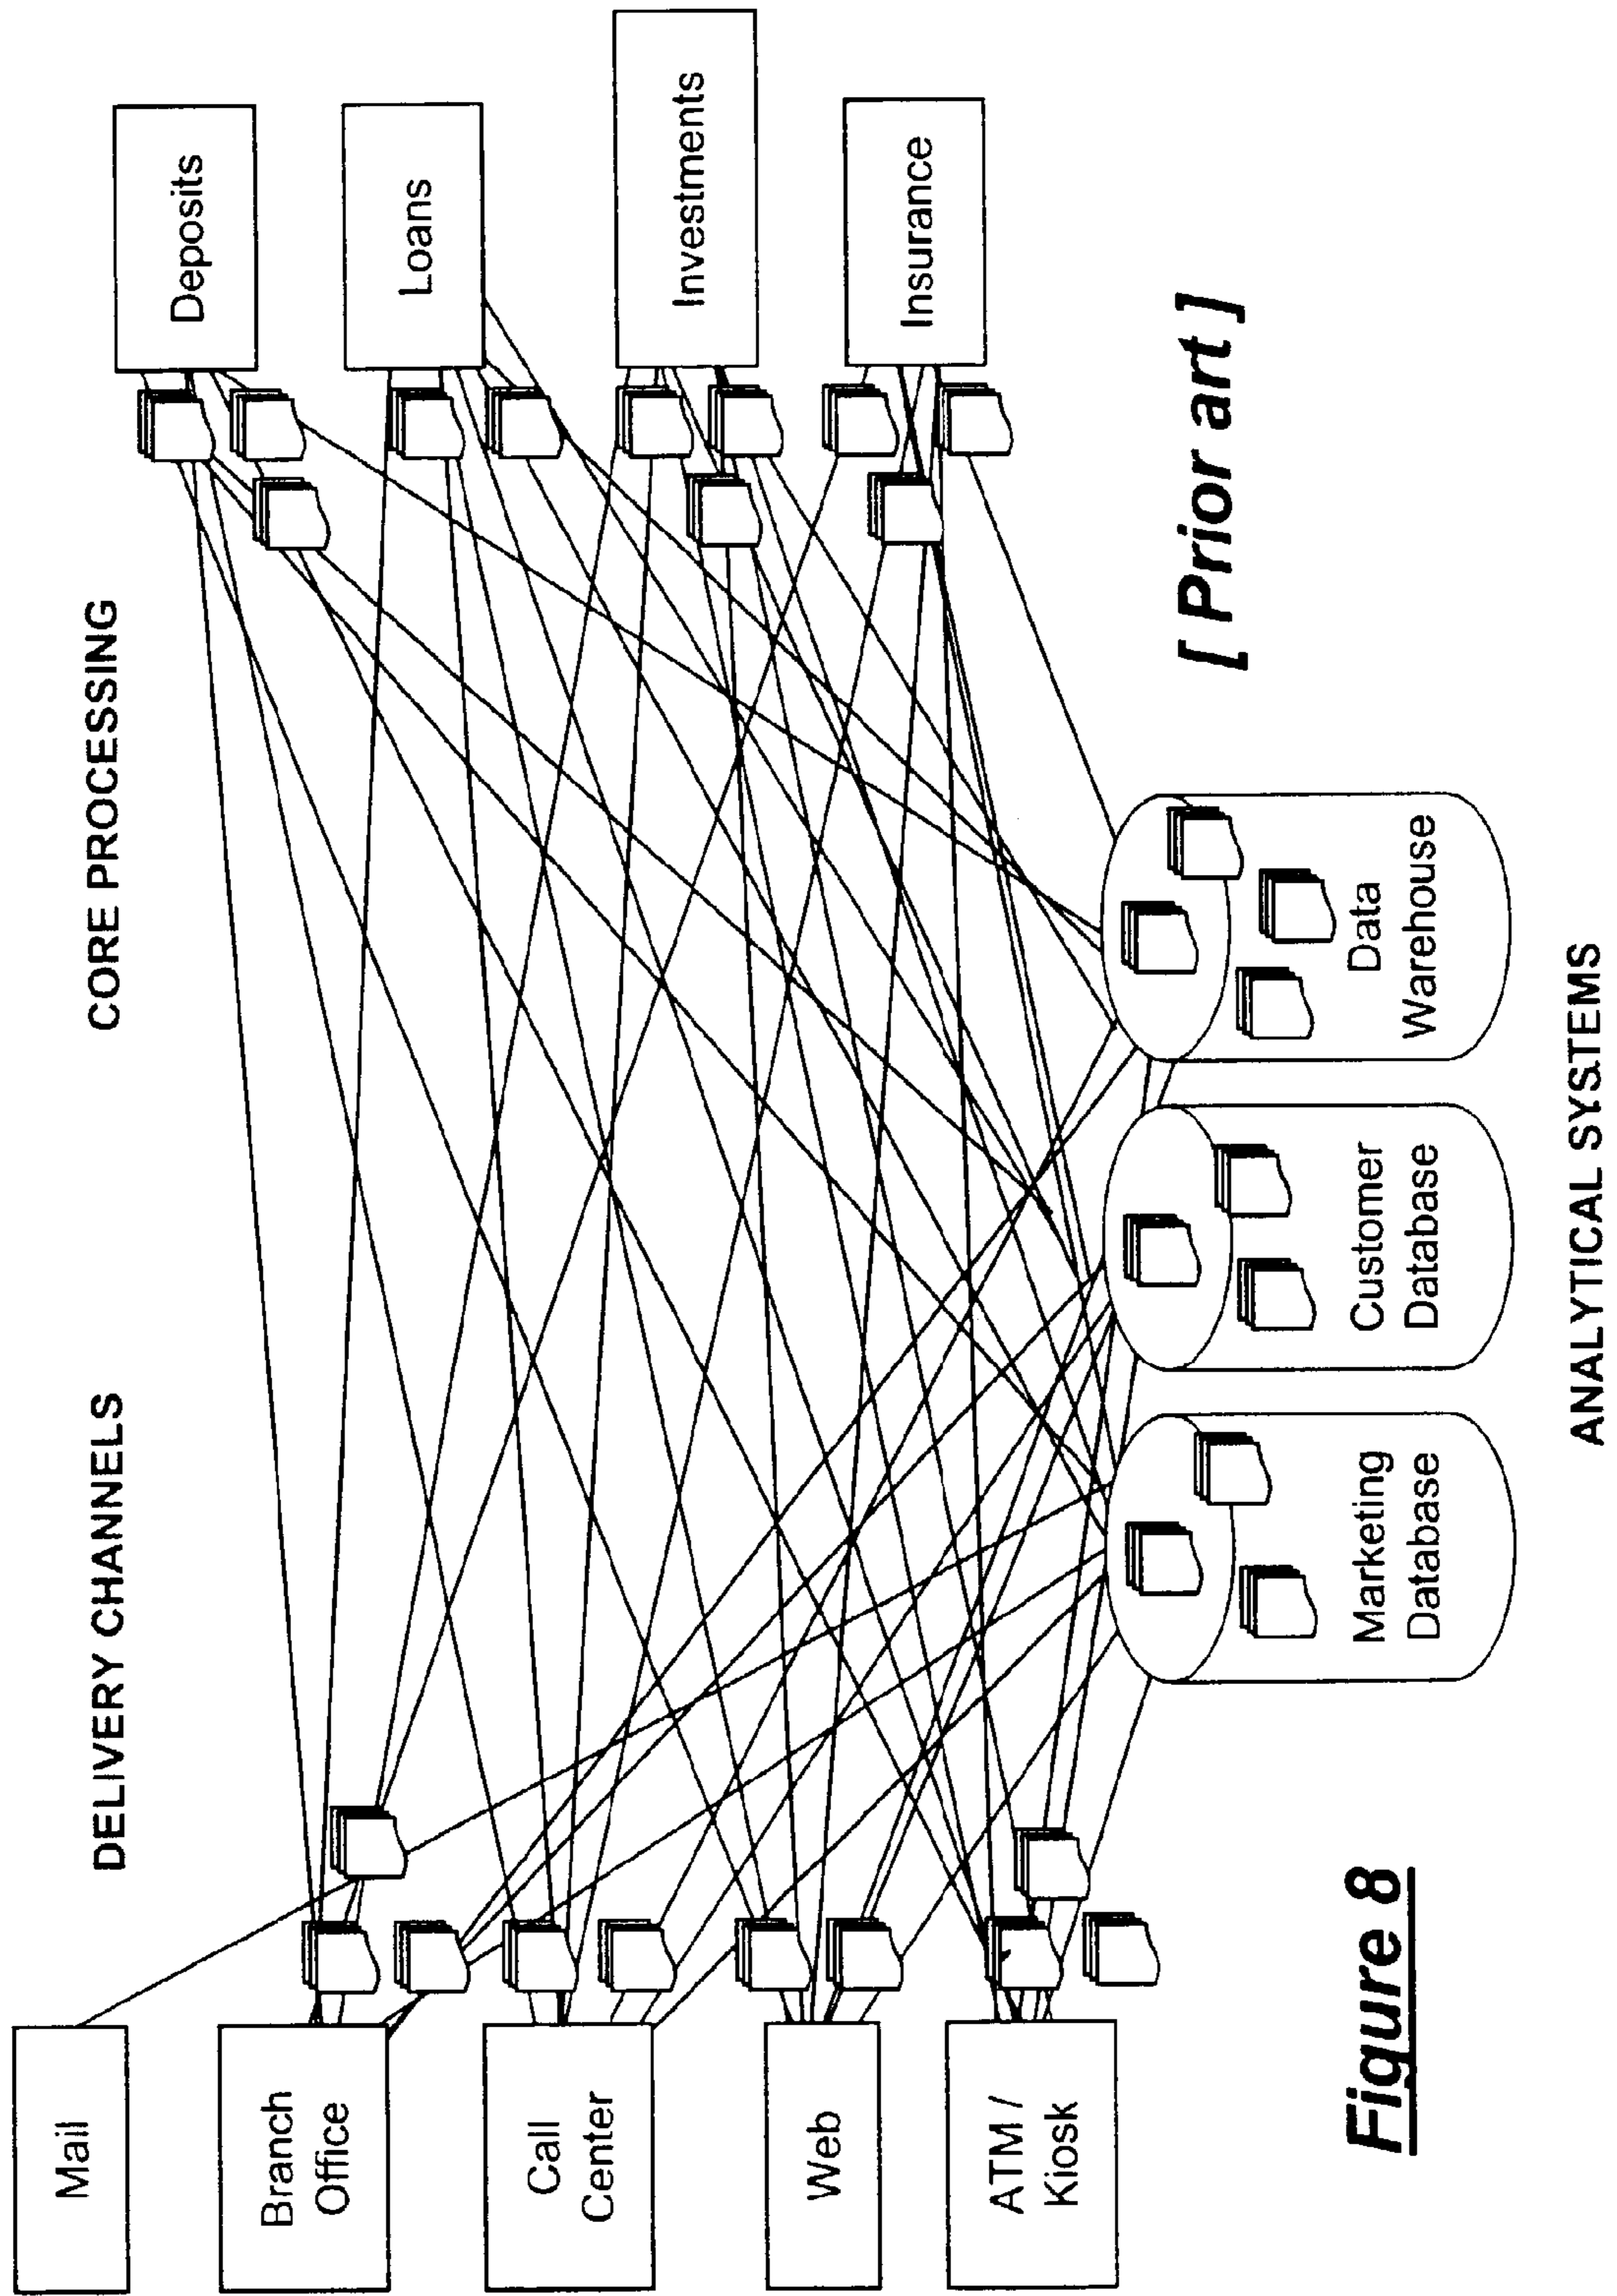 DELIVERY CHANNELS
CORE PROCESSING
Mail
Branch
Office
Call
Center
Web
ATM /
Kiosk
Deposits
Loans
Investments
Insurance
Marketing
Database
Customer
Database
Data
Warehouse
ANALYTICAL SYSTEMS
[ Prior art ]
Figure 8